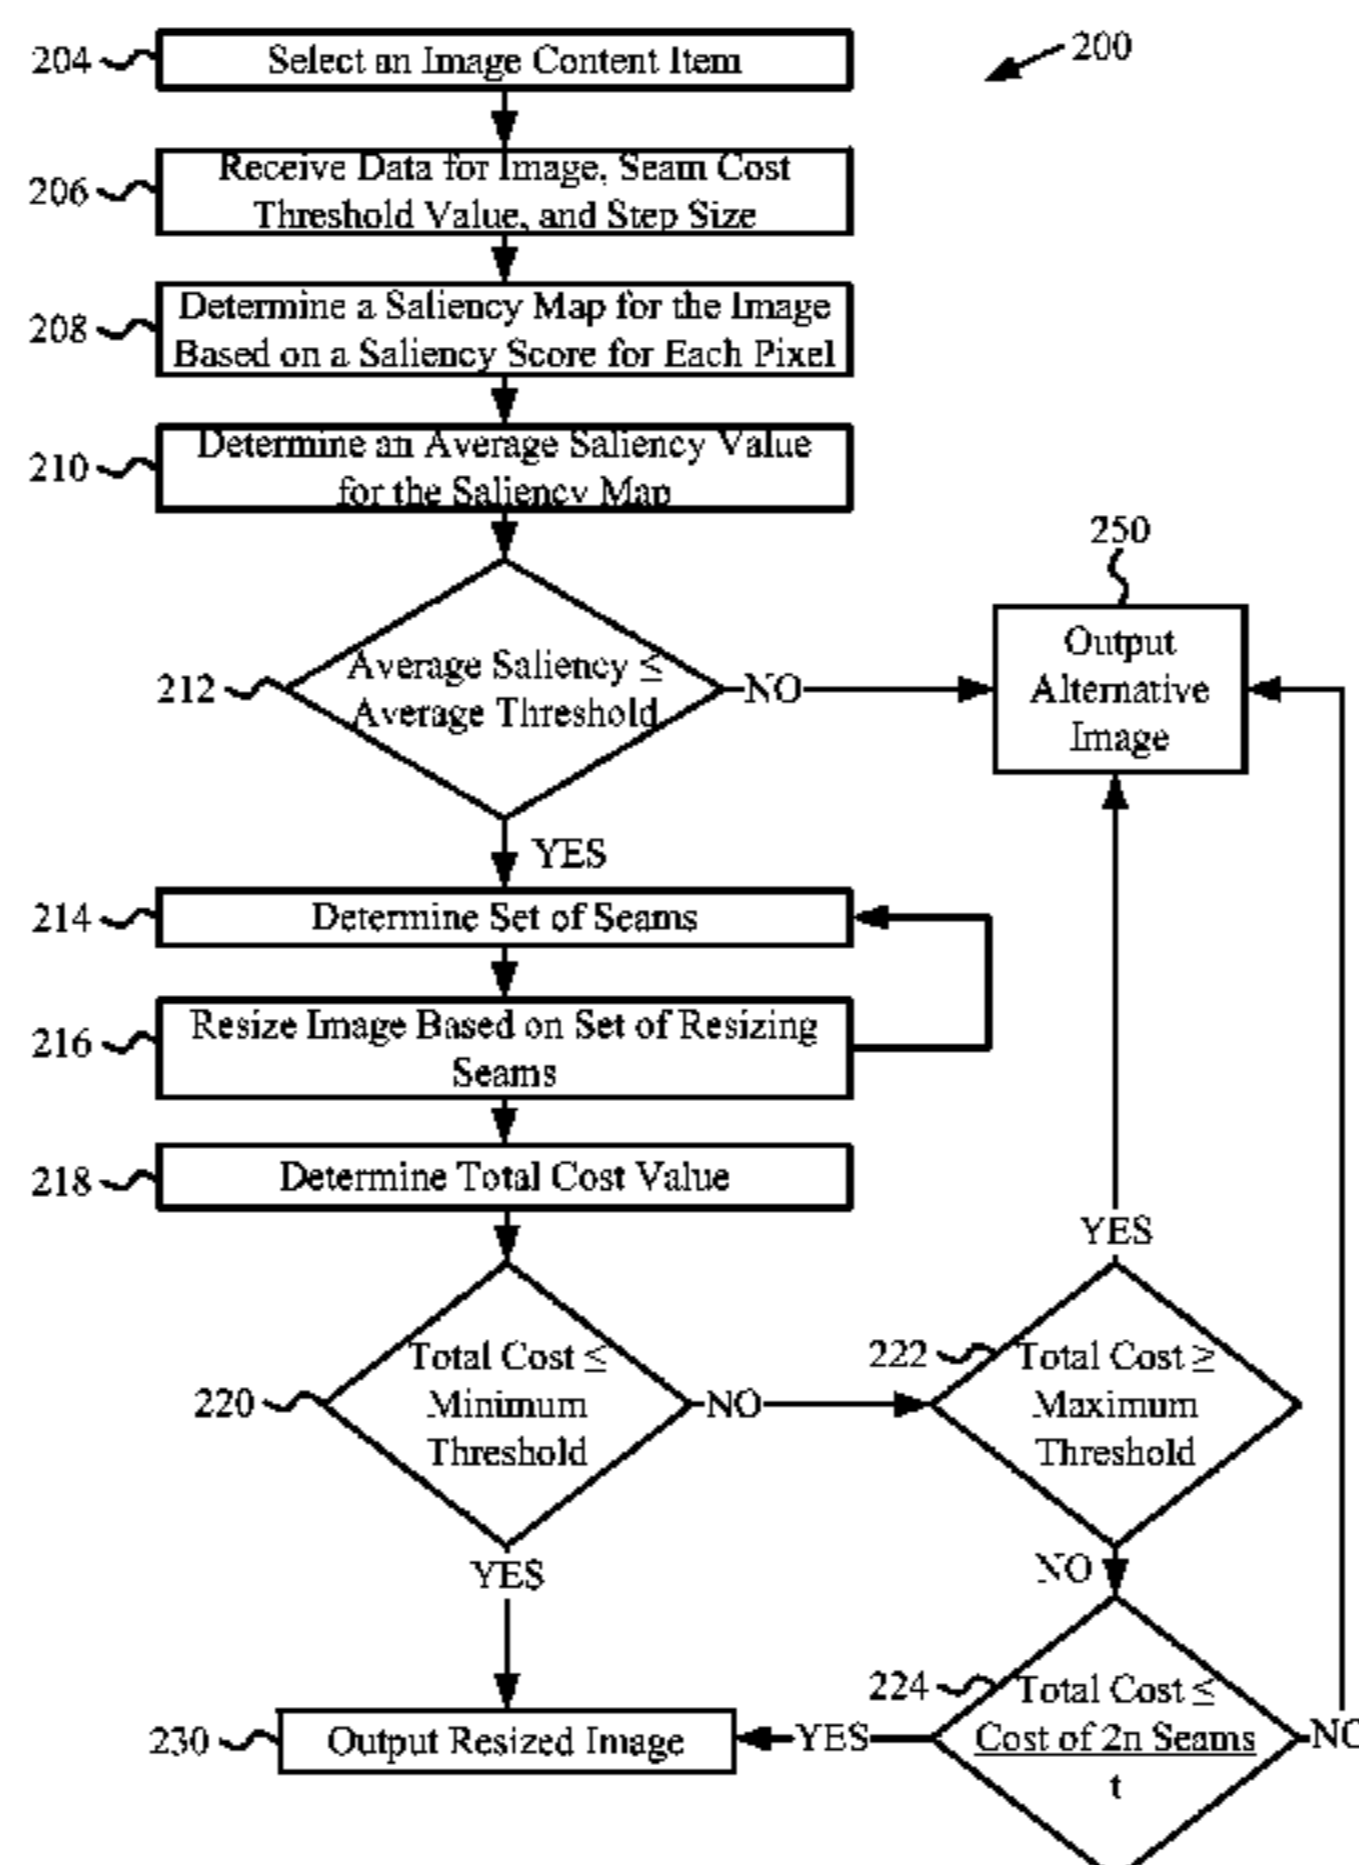 200
204
Select an Image Content Item
206
Receive Data for Image, Seam Cost
Threshold Value, and Step Size
208
Determine a Saliency Map for the Image
Based on a Saliency Score for Each Pixel
210
Determine an Average Saliency Value
for the Saliency Map
250
Output
Alternative
Image
212
Average Saliency ≤
Average Threshold
NO
YES
214
Determine Set of Seams
216
Resize Image Based on Set of Resizing
Seams
218
Determine Total Cost Value
YES
220
Total Cost ≤
Minimum
Threshold
NO
222
Total Cost ≥
Maximum
Threshold
YES
NO
224
Total Cost ≤
Cost of 2n Seams
t
NO
YES
230
Output Resized Image